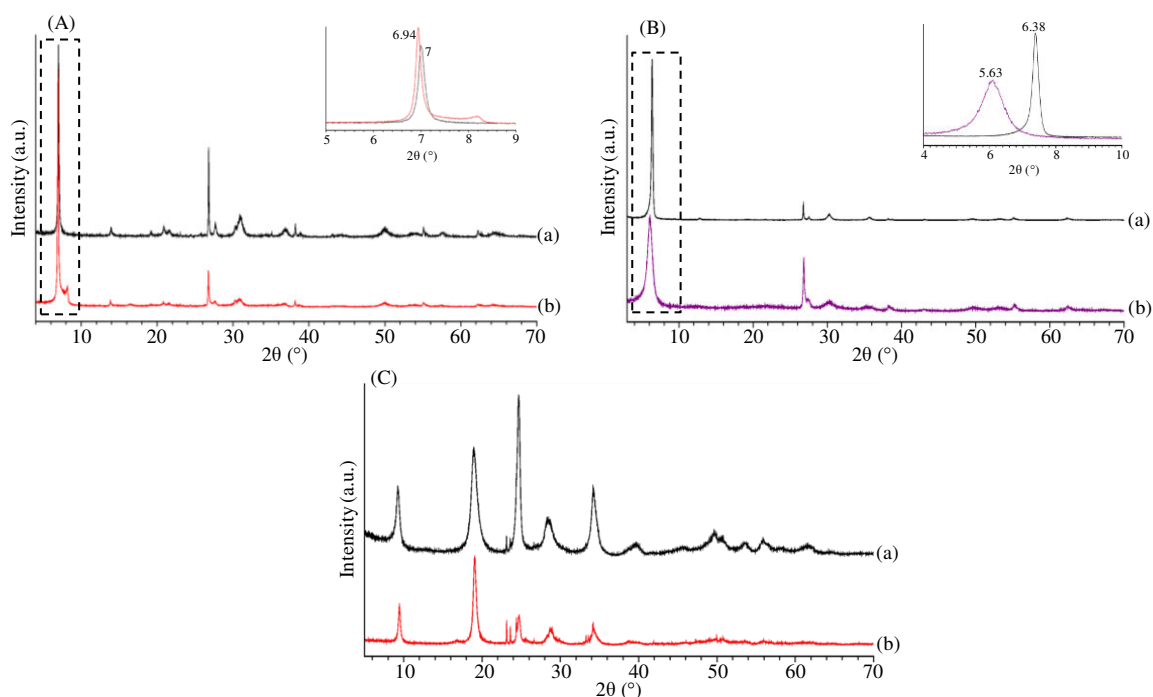 (A)
Intensity (a.u.)
6.94
7
5 6 7 8 9
2θ (°)
(a)
(b)
10 20 30 40 50 60 70
2θ (°)
(B)
Intensity (a.u.)
6.38
5.63
4 6 8 10
2θ (°)
(a)
(b)
10 20 30 40 50 60 70
2θ (°)
(C)
Intensity (a.u.)
(a)
(b)
10 20 30 40 50 60 70
2θ (°)